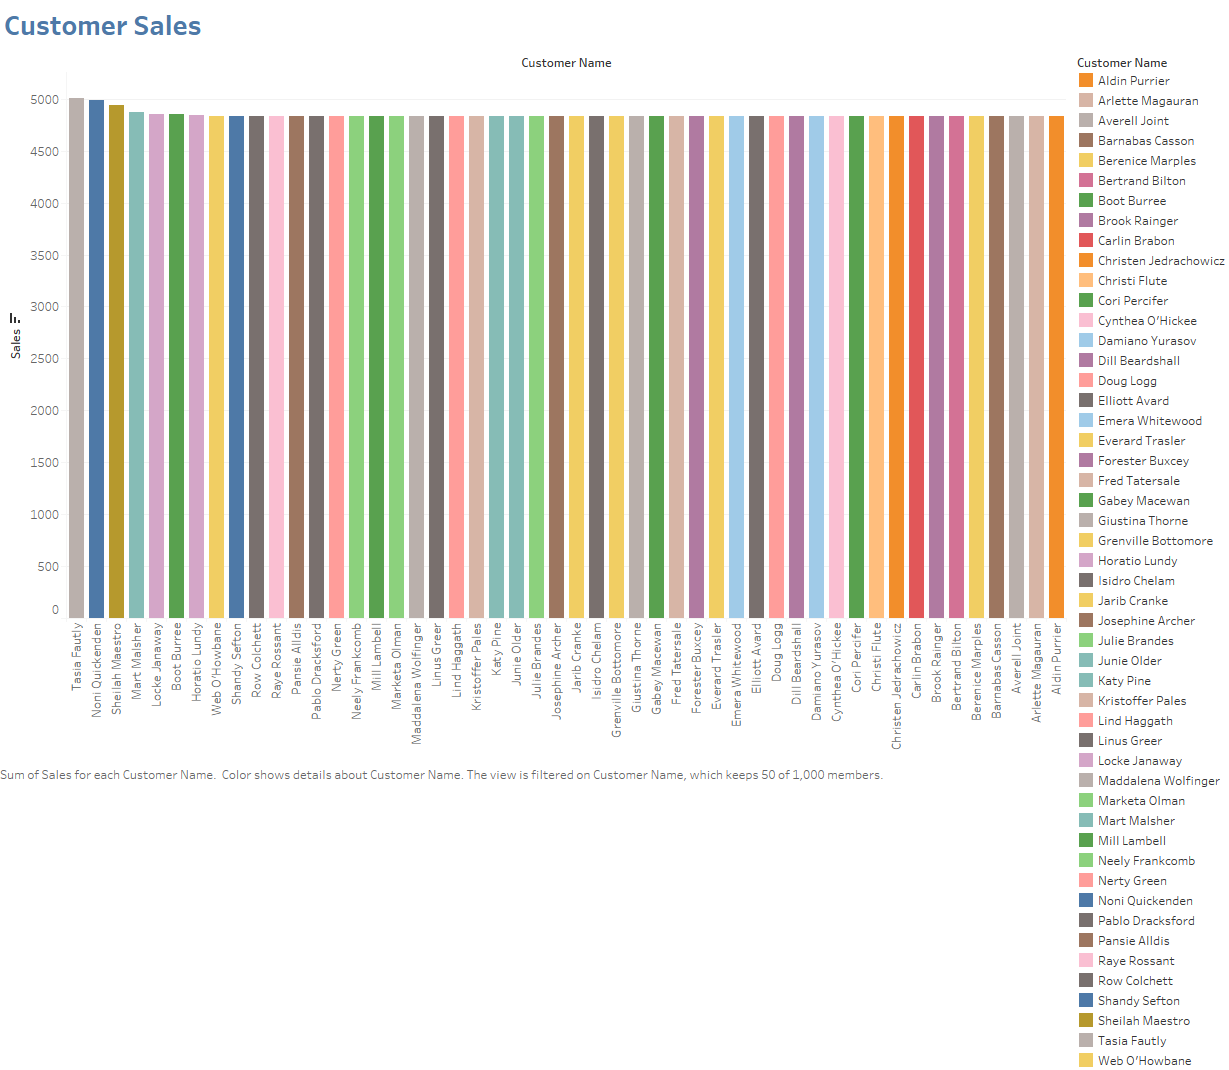 Customer Sales
Customer Name
5000
4500
4000
3500
3000
2500
2000
1500
1000
500
0
Sales
Tasia Fautly
Noni Quickenden
Sheilah Maestro
Mart Malsher
Locke Janaway
Boot Burree
Horatio Lundy
Web O'Howbane
Shandy Sefton
Row Colchett
Raye Rossant
Pansie Alldis
Pablo Dracksford
Nerty Green
Neely Frankcomb
Mill Lambell
Marketa Olman
Maddalena Wolfinger
Linus Greer
Lind Haggath
Kristoffer Pales
Katy Pine
Junie Older
Julie Brandes
Josephine Archer
Jarib Cranke
Isidro Chelam
Grenville Bottomore
Giustina Thorne
Gabey Macewan
Fred Tatersale
Forester Buxcey
Everard Trasler
Emera Whitewood
Elliott Avard
Doug Logg
Dill Beardshall
Damiano Yurasov
Cynthea O'Hickee
Cori Percifer
Christi Flute
Christen Jedrachowicz
Carlin Brabon
Brook Rainger
Bertrand Bilton
Berenice Marples
Barnabas Casson
Averell Joint
Arlette Magauran
Aldin Purrier
Sum of Sales for each Customer Name.  Color shows details about Customer Name. The view is filtered on Customer Name, which keeps 50 of 1,000 members.
Customer Name
Aldin Purrier
Arlette Magauran
Averell Joint
Barnabas Casson
Berenice Marples
Bertrand Bilton
Boot Burree
Brook Rainger
Carlin Brabon
Christen Jedrachowicz
Christi Flute
Cori Percifer
Cynthea O'Hickee
Damiano Yurasov
Dill Beardshall
Doug Logg
Elliott Avard
Emera Whitewood
Everard Trasler
Forester Buxcey
Fred Tatersale
Gabey Macewan
Giustina Thorne
Grenville Bottomore
Horatio Lundy
Isidro Chelam
Jarib Cranke
Josephine Archer
Julie Brandes
Junie Older
Katy Pine
Kristoffer Pales
Lind Haggath
Linus Greer
Locke Janaway
Maddalena Wolfinger
Marketa Olman
Mart Malsher
Mill Lambell
Neely Frankcomb
Nerty Green
Noni Quickenden
Pablo Dracksford
Pansie Alldis
Raye Rossant
Row Colchett
Shandy Sefton
Sheilah Maestro
Tasia Fautly
Web O'Howbane